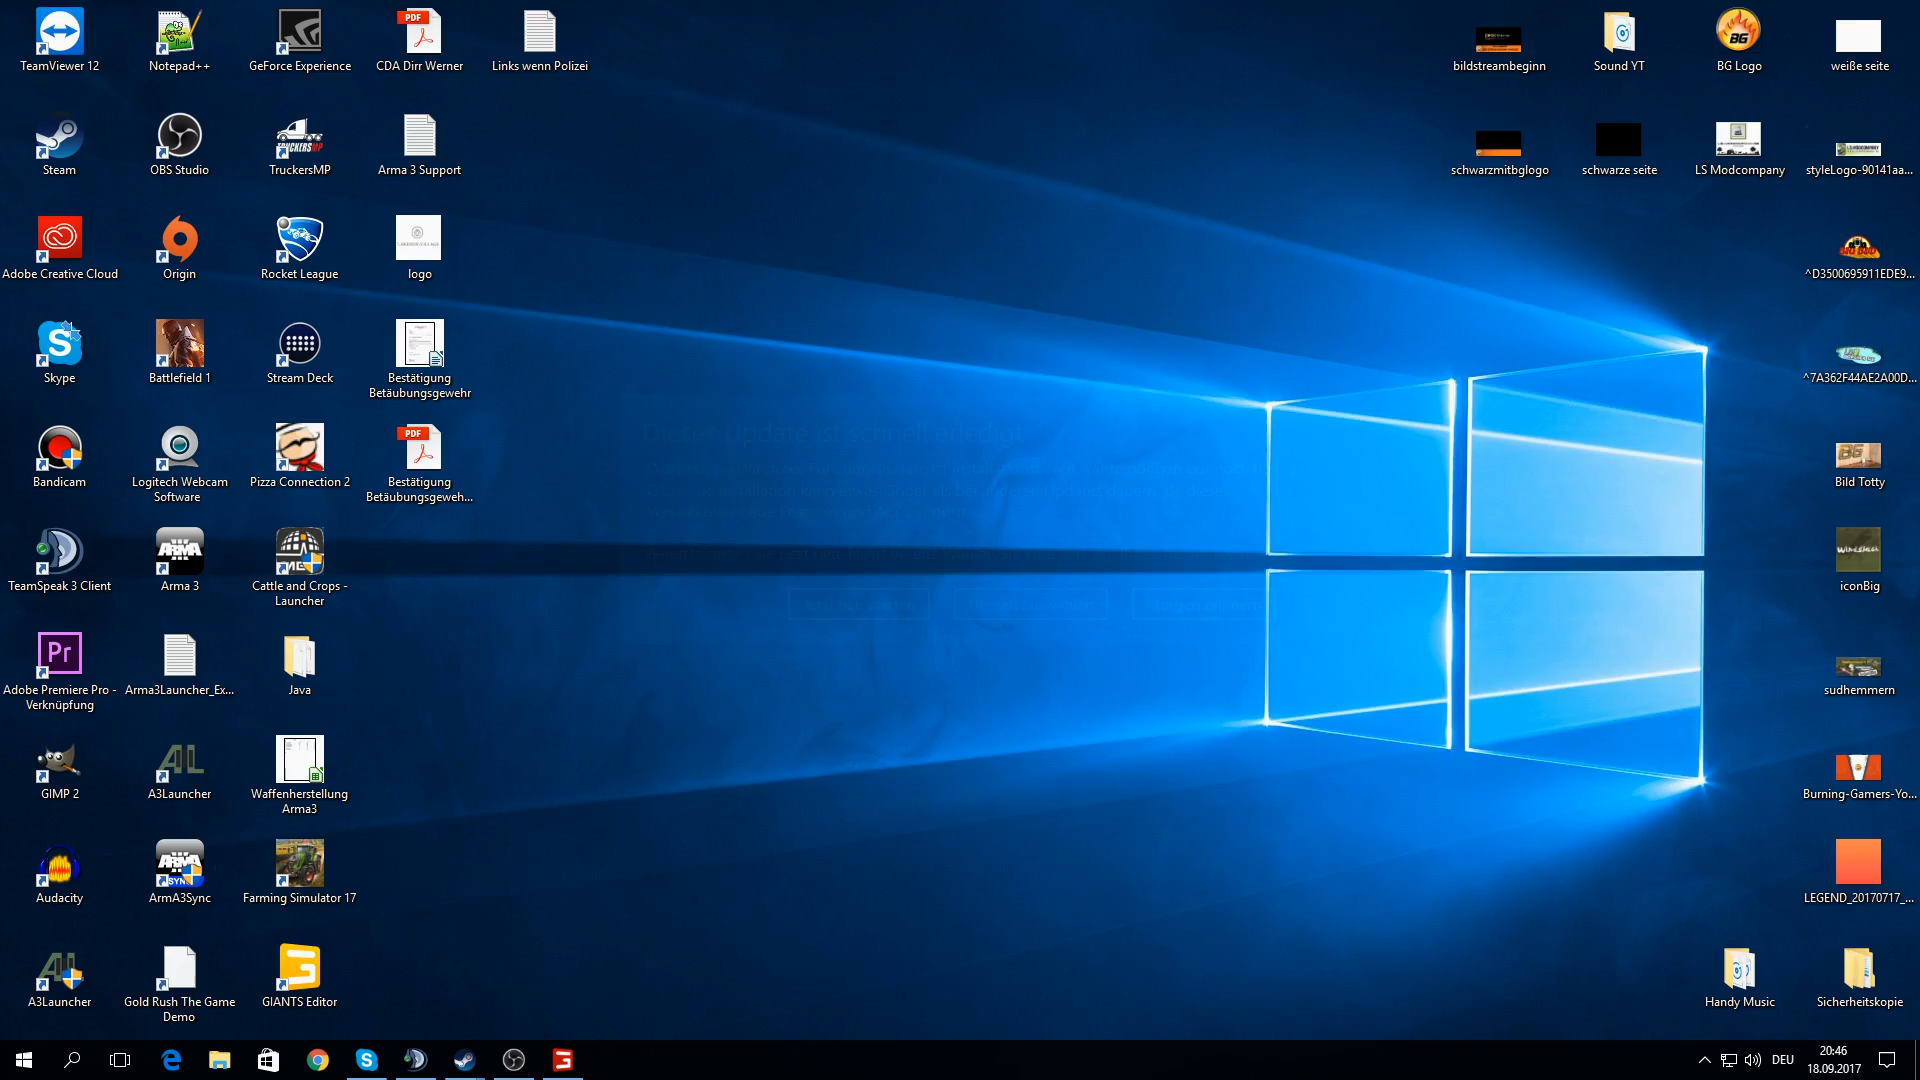 TeamViewer 12
Notepad++
GeForce Experience
CDA Dirr Werner
Links wenn Polizei
bildstreambeginn
Sound YT
BG Logo
weiße seite
Steam
OBS Studio
TruckersMP
Arma 3 Support
schwarzmitbglogo
schwarze seite
LS Modcompany
styleLogo-90141aa...
Adobe Creative Cloud
Origin
Rocket League
logo
^D3500695911EDE9...
Skype
Battlefield 1
Stream Deck
Bestätigung
Betäubungsgewehr
^7A362F44AE2A00D...
Bandicam
Logitech Webcam
Software
Pizza Connection 2
Bestätigung
Betäubungsgeweh...
Bild Totty
TeamSpeak 3 Client
Arma 3
Cattle and Crops -
Launcher
iconBig
Adobe Premiere Pro -
Verknüpfung
Arma3Launcher_Ex...
Java
sudhemmern
GIMP 2
A3Launcher
Waffenherstellung
Arma3
Burning-Gamers-Yo...
Audacity
ArmA3Sync
Farming Simulator 17
LEGEND_20170717_...
A3Launcher
Gold Rush The Game
Demo
GIANTS Editor
Handy Music
Sicherheitskopie
DEU
20:46
18.09.2017